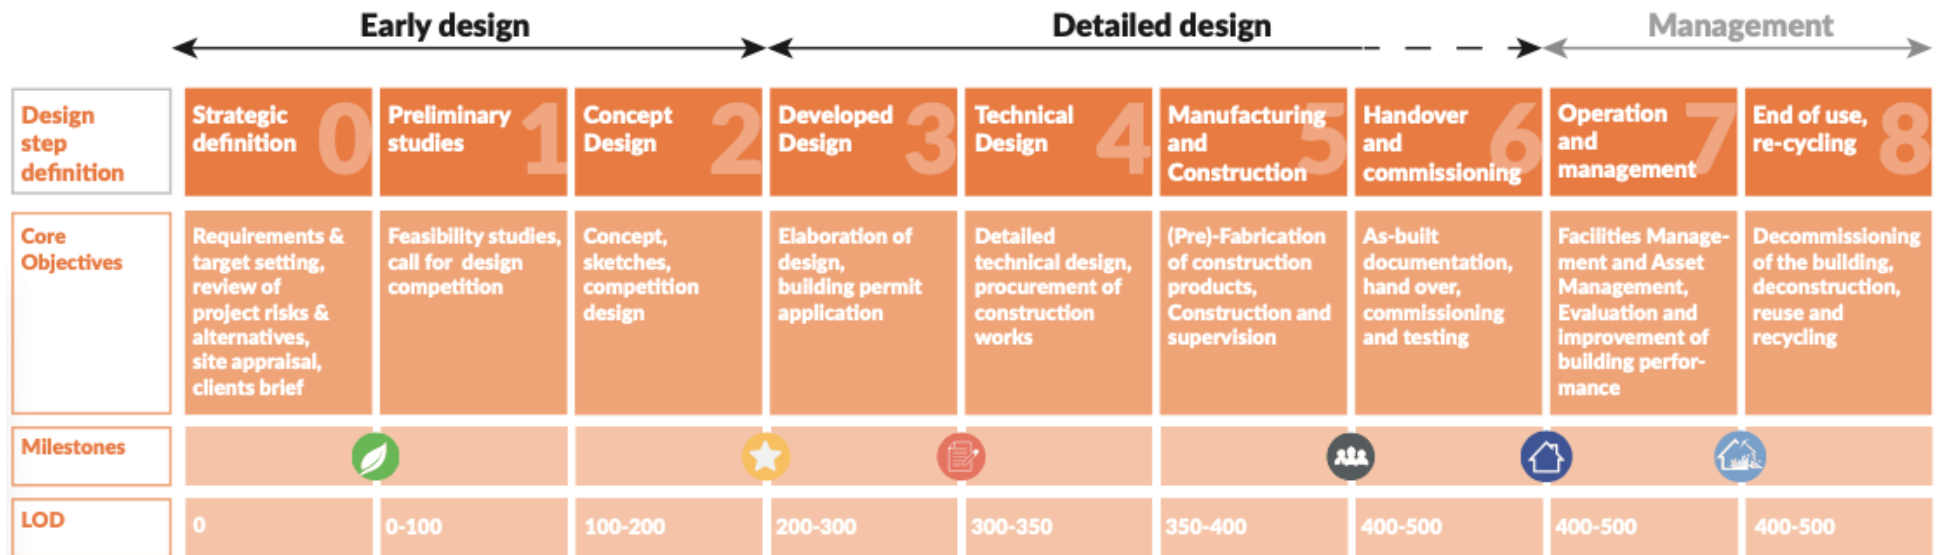 Early design
Detailed design
Management
Design
step
definition
Strategic
definition
0
Preliminary
studies
1
Concept
Design
2
Developed
Design
3
Technical
Design
4
Manufacturing
and
Construction
5
Handover
and
commissioning
6
Operation
and
management
7
End of use,
re-cycling
8
Core
Objectives
Requirements &
target setting,
review of
project risks &
alternatives,
site appraisal,
clients brief
Feasibility studies,
call for design
competition
Concept,
sketches,
competition
design
Elaboration of
design,
building permit
application
Detailed
technical design,
procurement of
construction
works
(Pre)-Fabrication
of construction
products,
Construction and
supervision
As-built
documentation,
hand over,
commissioning
and testing
Facilities Manage-
ment and Asset
Management,
Evaluation and
improvement of
building perfor-
mance
Decommissioning
of the building,
deconstruction,
reuse and
recycling
Milestones
LOD
0
0-100
100-200
200-300
300-350
350-400
400-500
400-500
400-500